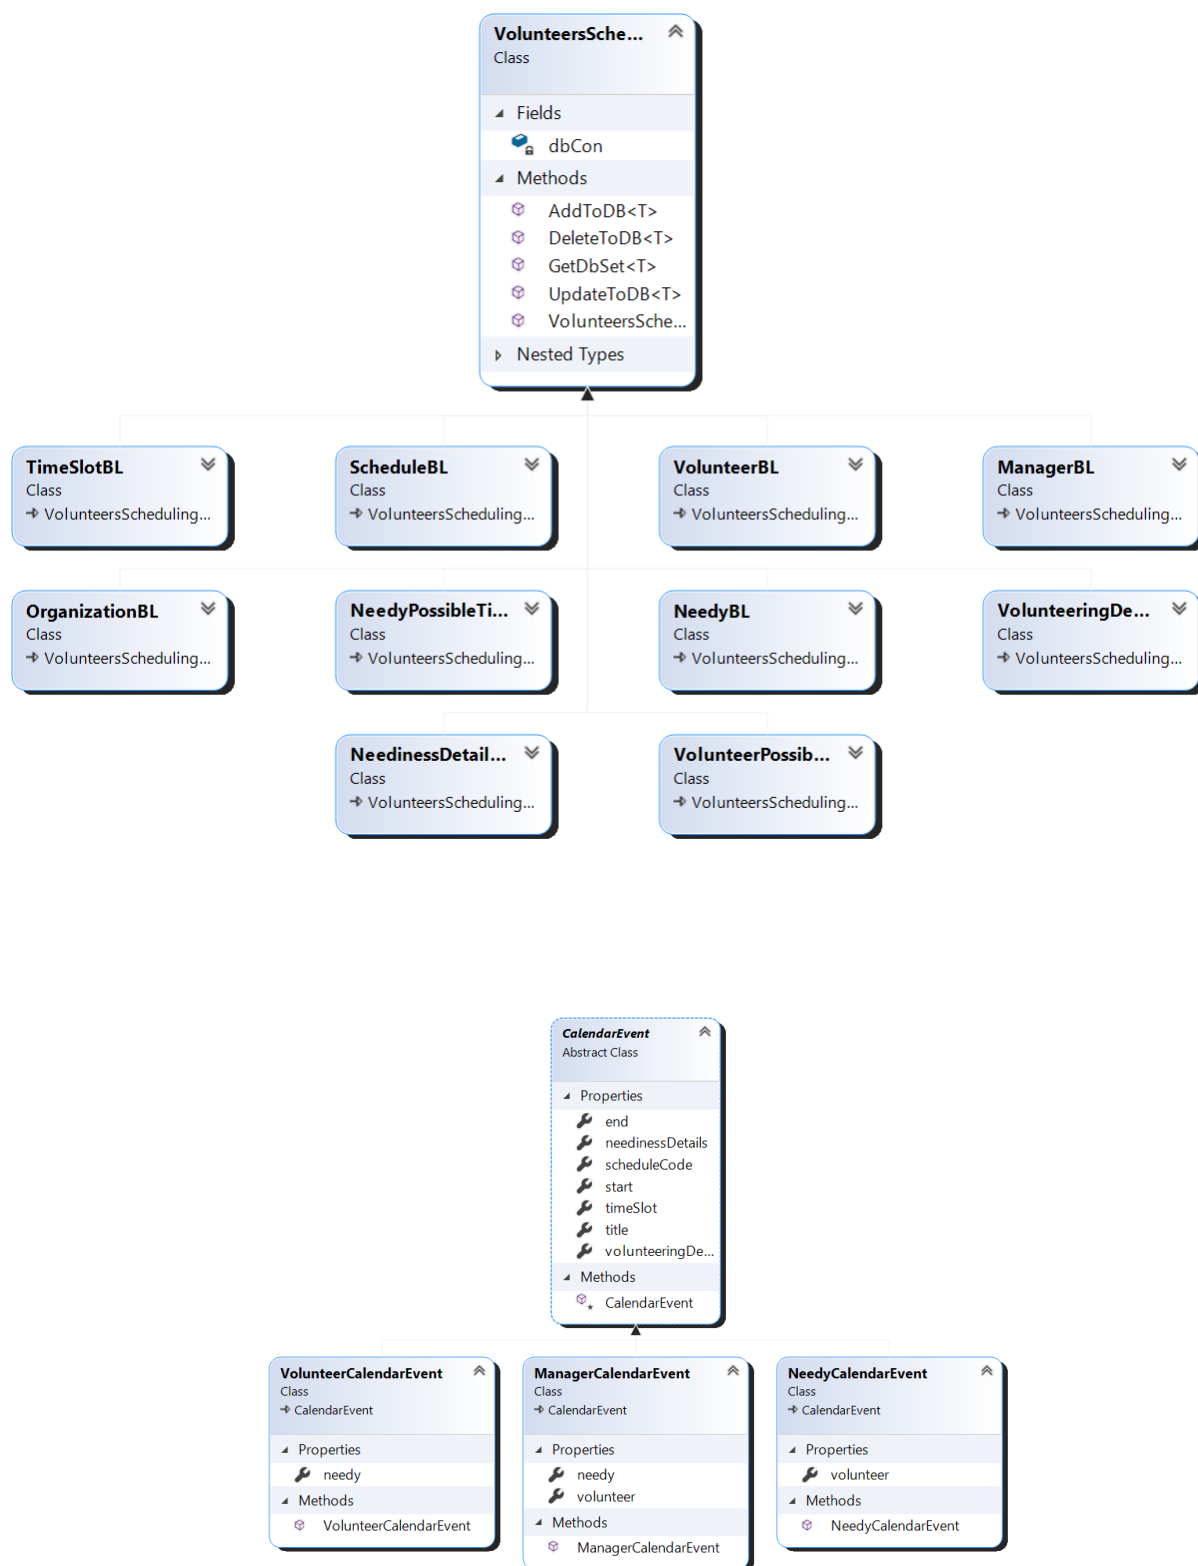 VolunteersSche...
Class
Fields
dbCon
Methods
AddToDB<T>
DeleteToDB<T>
GetDbSet<T>
UpdateToDB<T>
VolunteersSche...
Nested Types
TimeSlotBL
Class
VolunteersScheduling...
ScheduleBL
Class
VolunteersScheduling...
VolunteerBL
Class
VolunteersScheduling...
ManagerBL
Class
VolunteersScheduling...
OrganizationBL
Class
VolunteersScheduling...
NeedyPossibleTi...
Class
VolunteersScheduling...
NeedyBL
Class
VolunteersScheduling...
VolunteeringDe...
Class
VolunteersScheduling...
NeedinessDetail...
Class
VolunteersScheduling...
VolunteerPossib...
Class
VolunteersScheduling...
CalendarEvent
Abstract Class
Properties
end
needinessDetails
scheduleCode
start
timeSlot
title
volunteeringDe...
Methods
CalendarEvent
VolunteerCalendarEvent
Class
CalendarEvent
Properties
needy
Methods
VolunteerCalendarEvent
ManagerCalendarEvent
Class
CalendarEvent
Properties
needy
volunteer
Methods
ManagerCalendarEvent
NeedyCalendarEvent
Class
CalendarEvent
Properties
volunteer
Methods
NeedyCalendarEvent